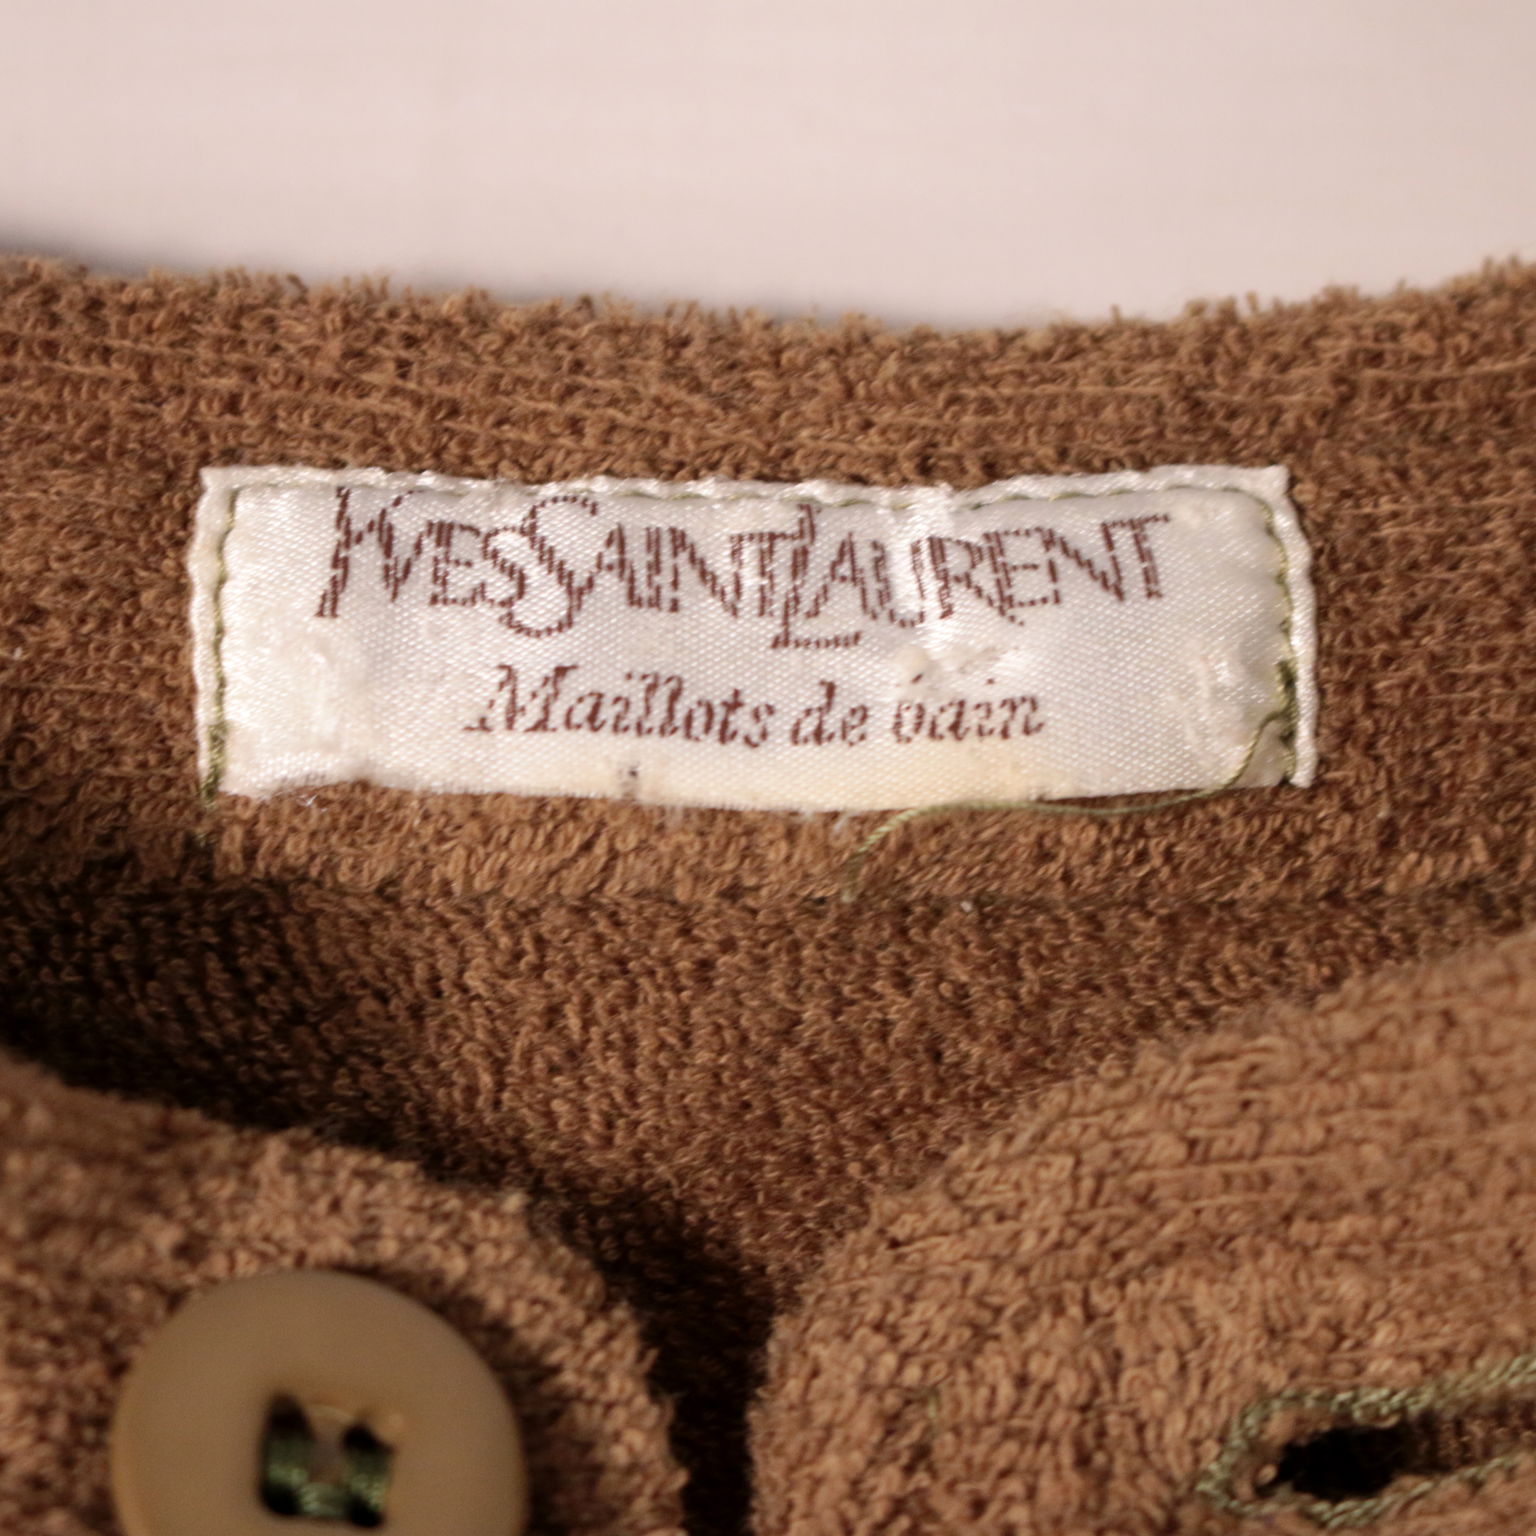 YVESSAINTLAURENT
Maillots de bain